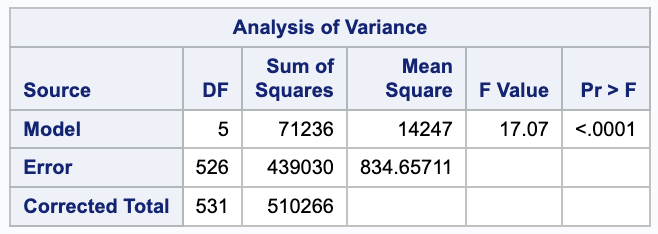 Analysis of Variance
Source DF Sum of Squares Mean Square F Value Pr > F
Model 5 71236 14247 17.07 <.0001
Error 526 439030 834.65711
Corrected Total 531 510266